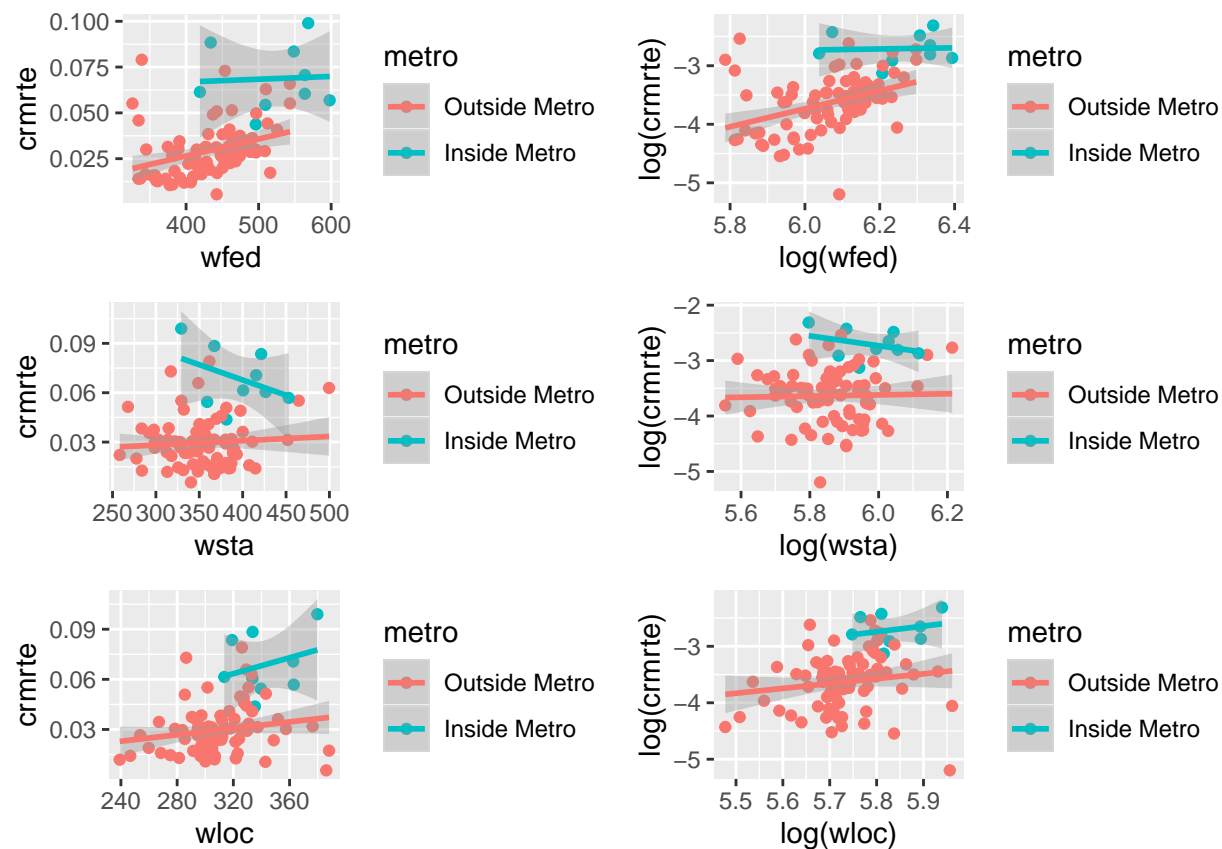 0.100
0.075
0.050
0.025
crmrte
400 500 600
wfed
metro
Outside Metro
Inside Metro
−3
−4
−5
log(crmrte)
5.8 6.0 6.2 6.4
log(wfed)
metro
Outside Metro
Inside Metro
0.09
0.06
0.03
crmrte
250 300 350 400 450 500
wsta
metro
Outside Metro
Inside Metro
−2
−3
−4
−5
log(crmrte)
5.6 5.8 6.0 6.2
log(wsta)
metro
Outside Metro
Inside Metro
0.09
0.06
0.03
crmrte
240 280 320 360
wloc
metro
Outside Metro
Inside Metro
−3
−4
−5
log(crmrte)
5.5 5.6 5.7 5.8 5.9
log(wloc)
metro
Outside Metro
Inside Metro